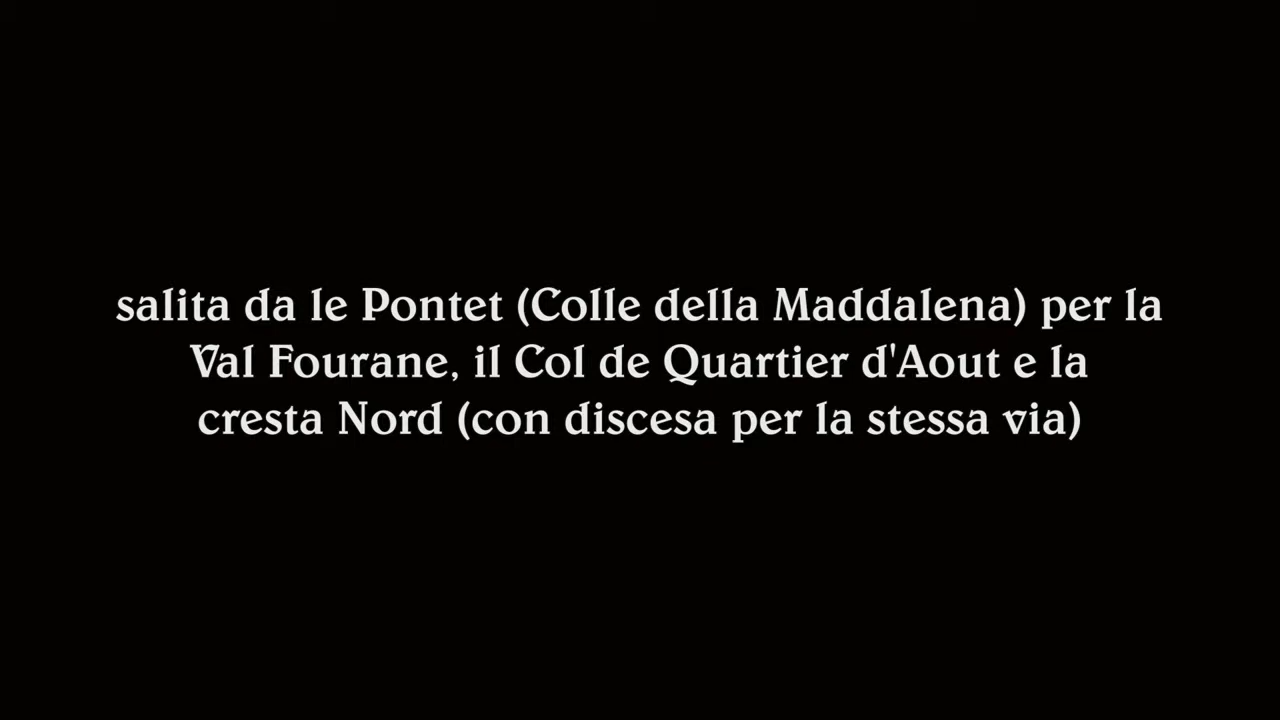 salita da le Pontet (Colle della Maddalena) per la
Val Fourane, il Col de Quartier d'Aout e la
cresta Nord (con discesa per la stessa via)